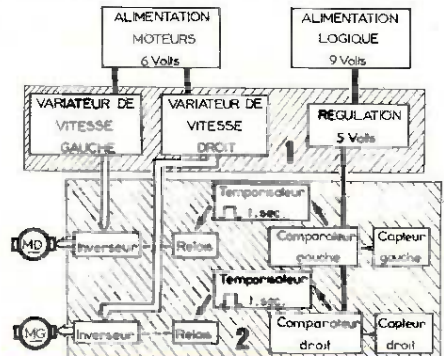 ALIMENTATION
MOTEURS
6 Volts
ALIMENTATION
LOGIQUE
9 Volts
VARIATEUR DE
VITESSE
GAUCHE
VARIATEUR DE
VITESSE
DROIT
RÉGULATION
5 Volts
1
Temporisateur
1 sec.
MD
Inverseur
Relais
Comparateur
gauche
Capteur
gauche
Temporisateur
1 sec.
MG
Inverseur
Relais
2
Comparateur
droit
Capteur
droit